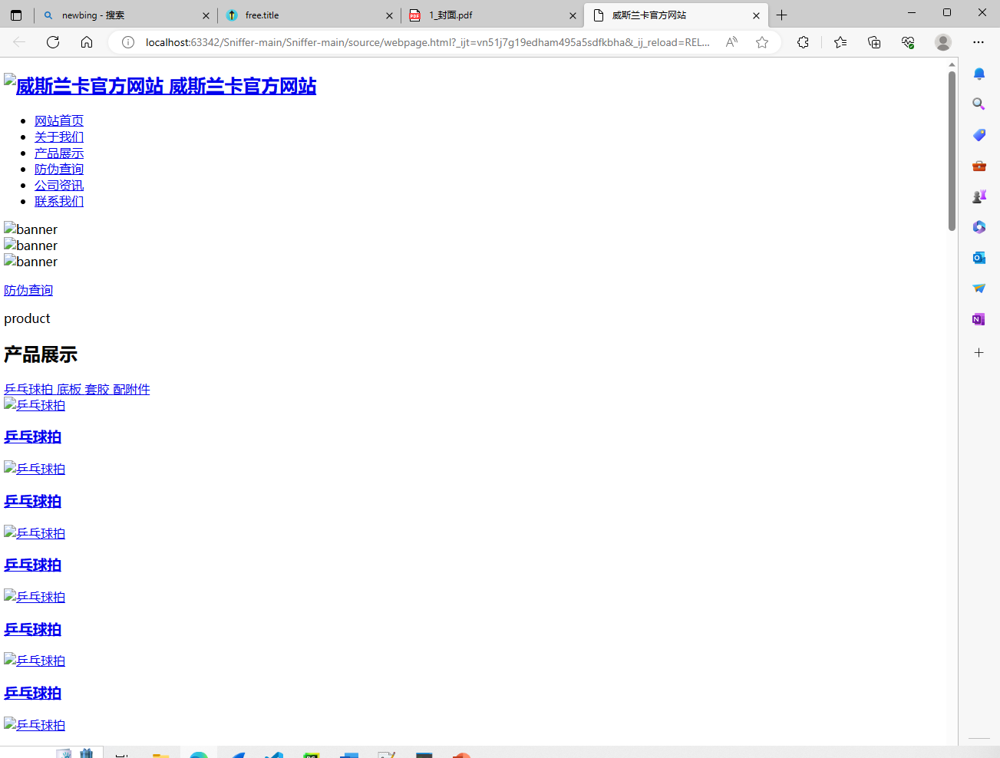 newbing - 搜索
free.title
1_封面.pdf
威斯兰卡官方网站
localhost:63342/Sniffer-main/Sniffer-main/source/webpage.html?_ijt=vn51j7g19edham495a5sdfkbha&_ij_reload=REL...
威斯兰卡官方网站 威斯兰卡官方网站
网站首页
关于我们
产品展示
防伪查询
公司资讯
联系我们
banner
banner
banner
防伪查询
product
产品展示
乒乓球拍 底板 套胶 配附件
乒乓球拍
乒乓球拍
乒乓球拍
乒乓球拍
乒乓球拍
乒乓球拍
乒乓球拍
乒乓球拍
乒乓球拍
乒乓球拍
乒乓球拍